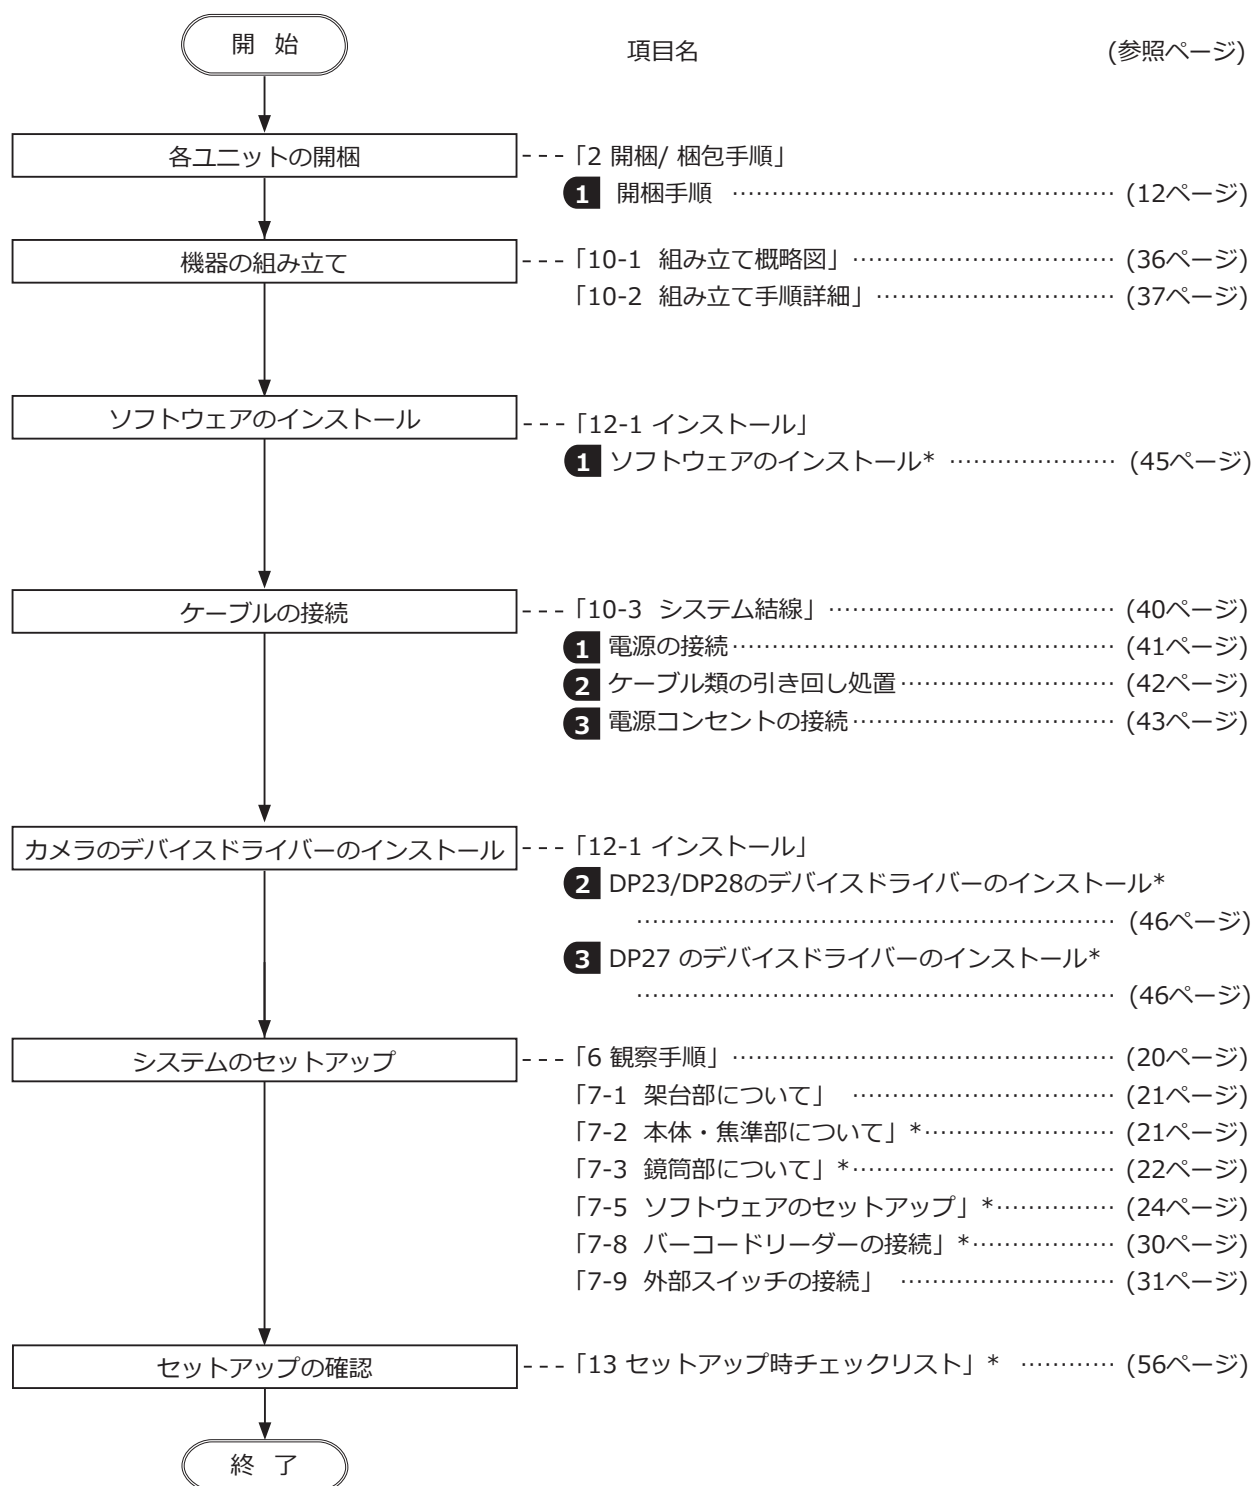 開 始
項目名 (参照ページ)
各ユニットの開梱 --- 「2 開梱/ 梱包手順」
1 開梱手順 ………………………………………… (12ページ)
機器の組み立て --- 「10-1 組み立て概略図」…………………………… (36ページ)
「10-2 組み立て手順詳細」………………………… (37ページ)
ソフトウェアのインストール --- 「12-1 インストール」
1 ソフトウェアのインストール* ………………… (45ページ)
ケーブルの接続 --- 「10-3 システム結線」……………………………… (40ページ)
1 電源の接続………………………………………… (41ページ)
2 ケーブル類の引き回し処置……………………… (42ページ)
3 電源コンセントの接続…………………………… (43ページ)
カメラのデバイスドライバーのインストール --- 「12-1 インストール」
2 DP23/DP28のデバイスドライバーのインストール*
…………………………………………………… (46ページ)
3 DP27 のデバイスドライバーのインストール*
…………………………………………………… (46ページ)
システムのセットアップ --- 「6 観察手順」………………………………………… (20ページ)
「7-1 架台部について」 …………………………… (21ページ)
「7-2 本体・焦準部について」*…………………… (21ページ)
「7-3 鏡筒部について」*…………………………… (22ページ)
「7-5 ソフトウェアのセットアップ」*…………… (24ページ)
「7-8 バーコードリーダーの接続」*……………… (30ページ)
「7-9 外部スイッチの接続」 ……………………… (31ページ)
セットアップの確認 --- 「13 セットアップ時チェックリスト」* ………… (56ページ)
終 了